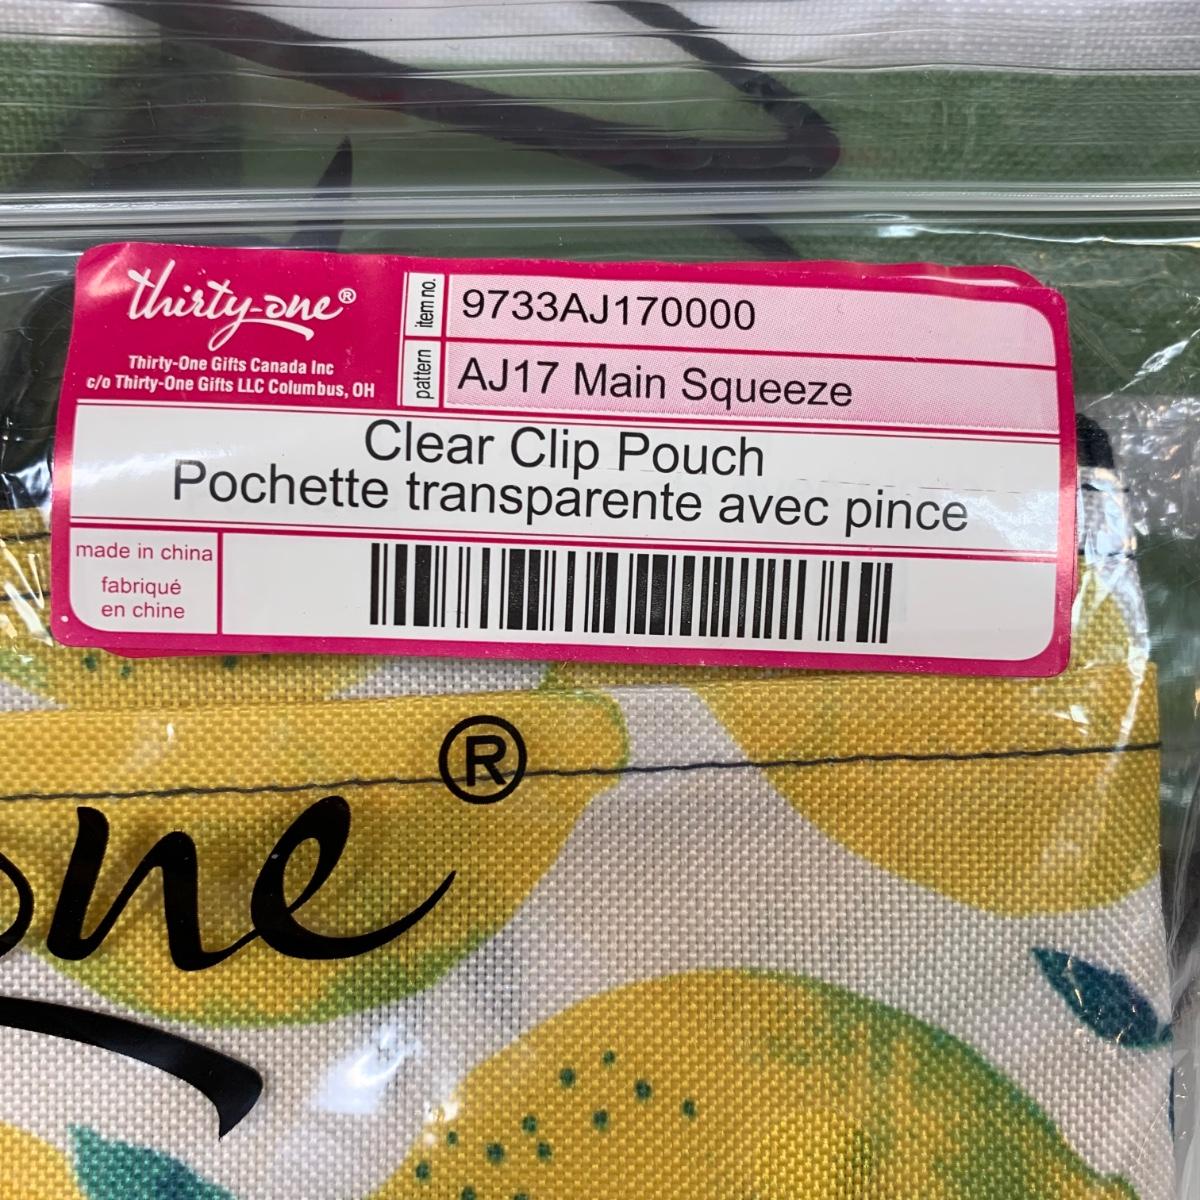 thirty-one®
Thirty-One Gifts Canada Inc
c/o Thirty-One Gifts LLC Columbus, OH
item no.
9733AJ170000
pattern
AJ17 Main Squeeze
Clear Clip Pouch
Pochette transparente avec pince
made in china
fabriqué
en chine
one®